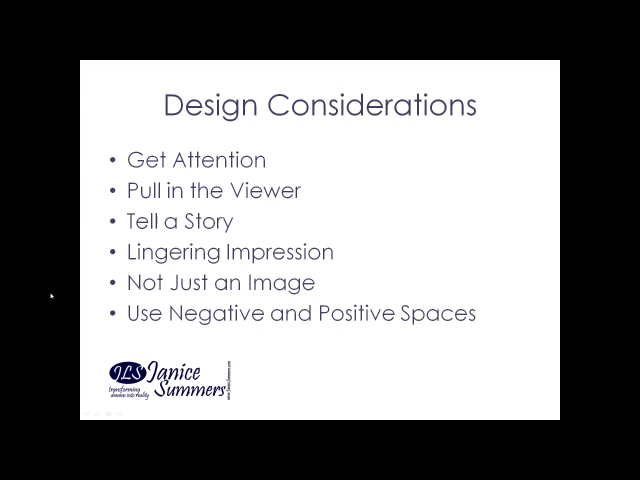 Design Considerations
• Get Attention
• Pull in the Viewer
• Tell a Story
• Lingering Impression
• Not Just an Image
• Use Negative and Positive Spaces
JLS Janice
Summers
transforming
dreams into reality